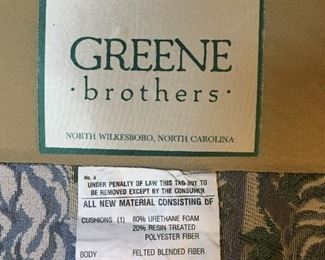 GREENE
·brothers·
NORTH WILKESBORO, NORTH CAROLINA
No. 4
UNDER PENALTY OF LAW THIS TAG NOT TO
BE REMOVED EXCEPT BY THE CONSUMER
ALL NEW MATERIAL CONSISTING OF
CUSHIONS (1) 80% URETHANE FOAM
20% RESIN TREATED
POLYESTER FIBER
BODY FELTED BLENDED FIBER